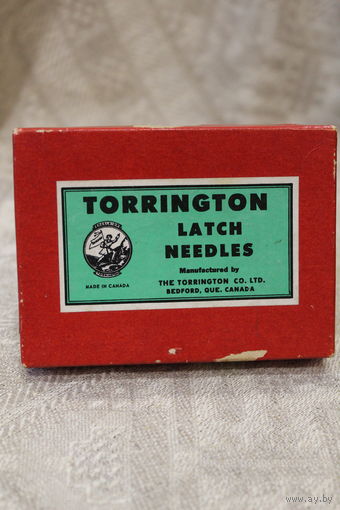 TORRINGTON
LATCH
NEEDLES
Manufactured by
THE TORRINGTON CO. LTD.
BEDFORD, QUE. CANADA
MADE IN CANADA
© www.ay.by